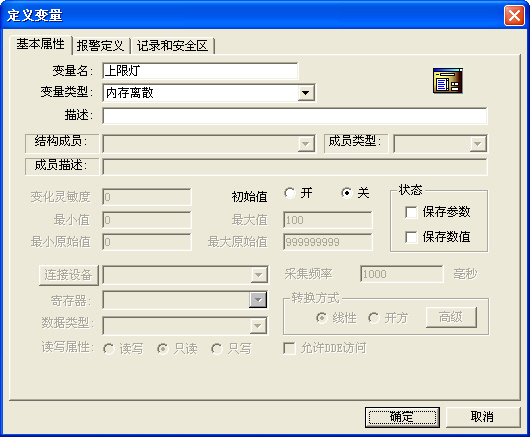 定义变量
基本属性 报警定义 记录和安全区
变量名: 上限灯
变量类型: 内存离散
描述:
结构成员: 成员类型:
成员描述:
变化灵敏度 0 初始值 开 关 状态
最小值 0 最大值 100 保存参数
最小原始值 0 最大原始值 999999999 保存数值
连接设备 采集频率 1000 毫秒
寄存器: 转换方式
数据类型: 线性 开方 高级
读写属性: 读写 只读 只写 允许DDE访问
确定 取消